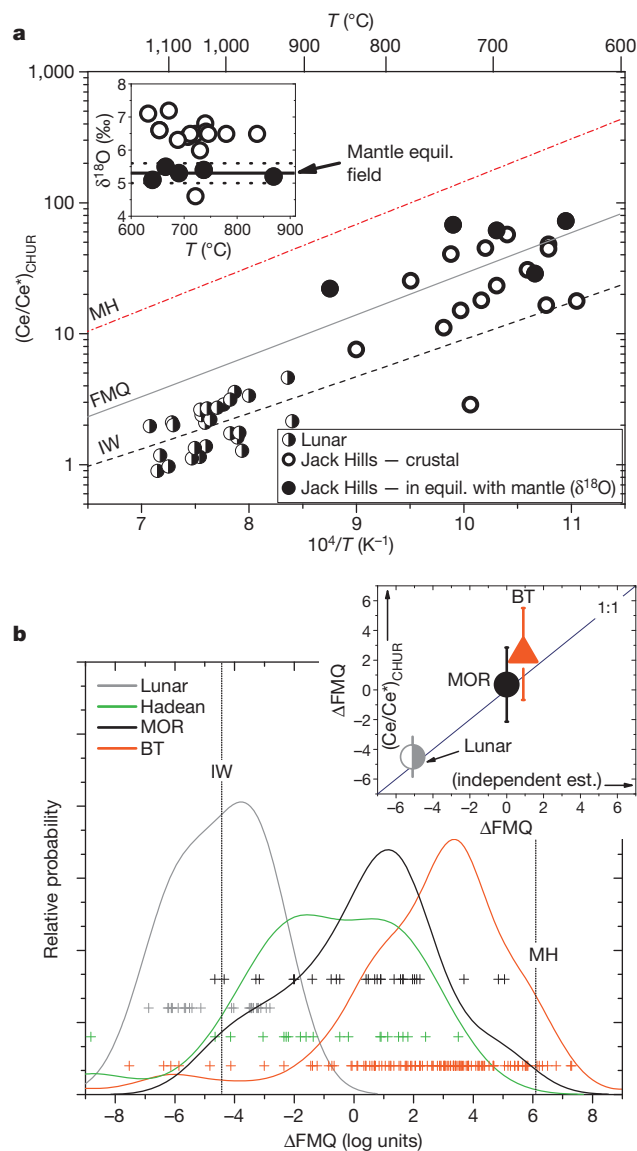 a
T (°C)
1,100 1,000 900 800 700 600
1,000
100
10
1
(Ce/Ce*)CHUR
8
7
6
5
4
δ18O (‰)
600 700 800 900
T (°C)
Mantle equil.
field
MH
FMQ
IW
Lunar
Jack Hills — crustal
Jack Hills — in equil. with mantle (δ18O)
7 8 9 10 11
10⁴/T (K⁻¹)
b
Lunar
Hadean
MOR
BT
IW
MH
Relative probability
−8 −6 −4 −2 0 2 4 6 8
ΔFMQ (log units)
6
4
2
0
−2
−4
−6
ΔFMQ
(Ce/Ce*)CHUR
BT
1:1
MOR
Lunar
(independent est.)
−6 −4 −2 0 2 4 6
ΔFMQ